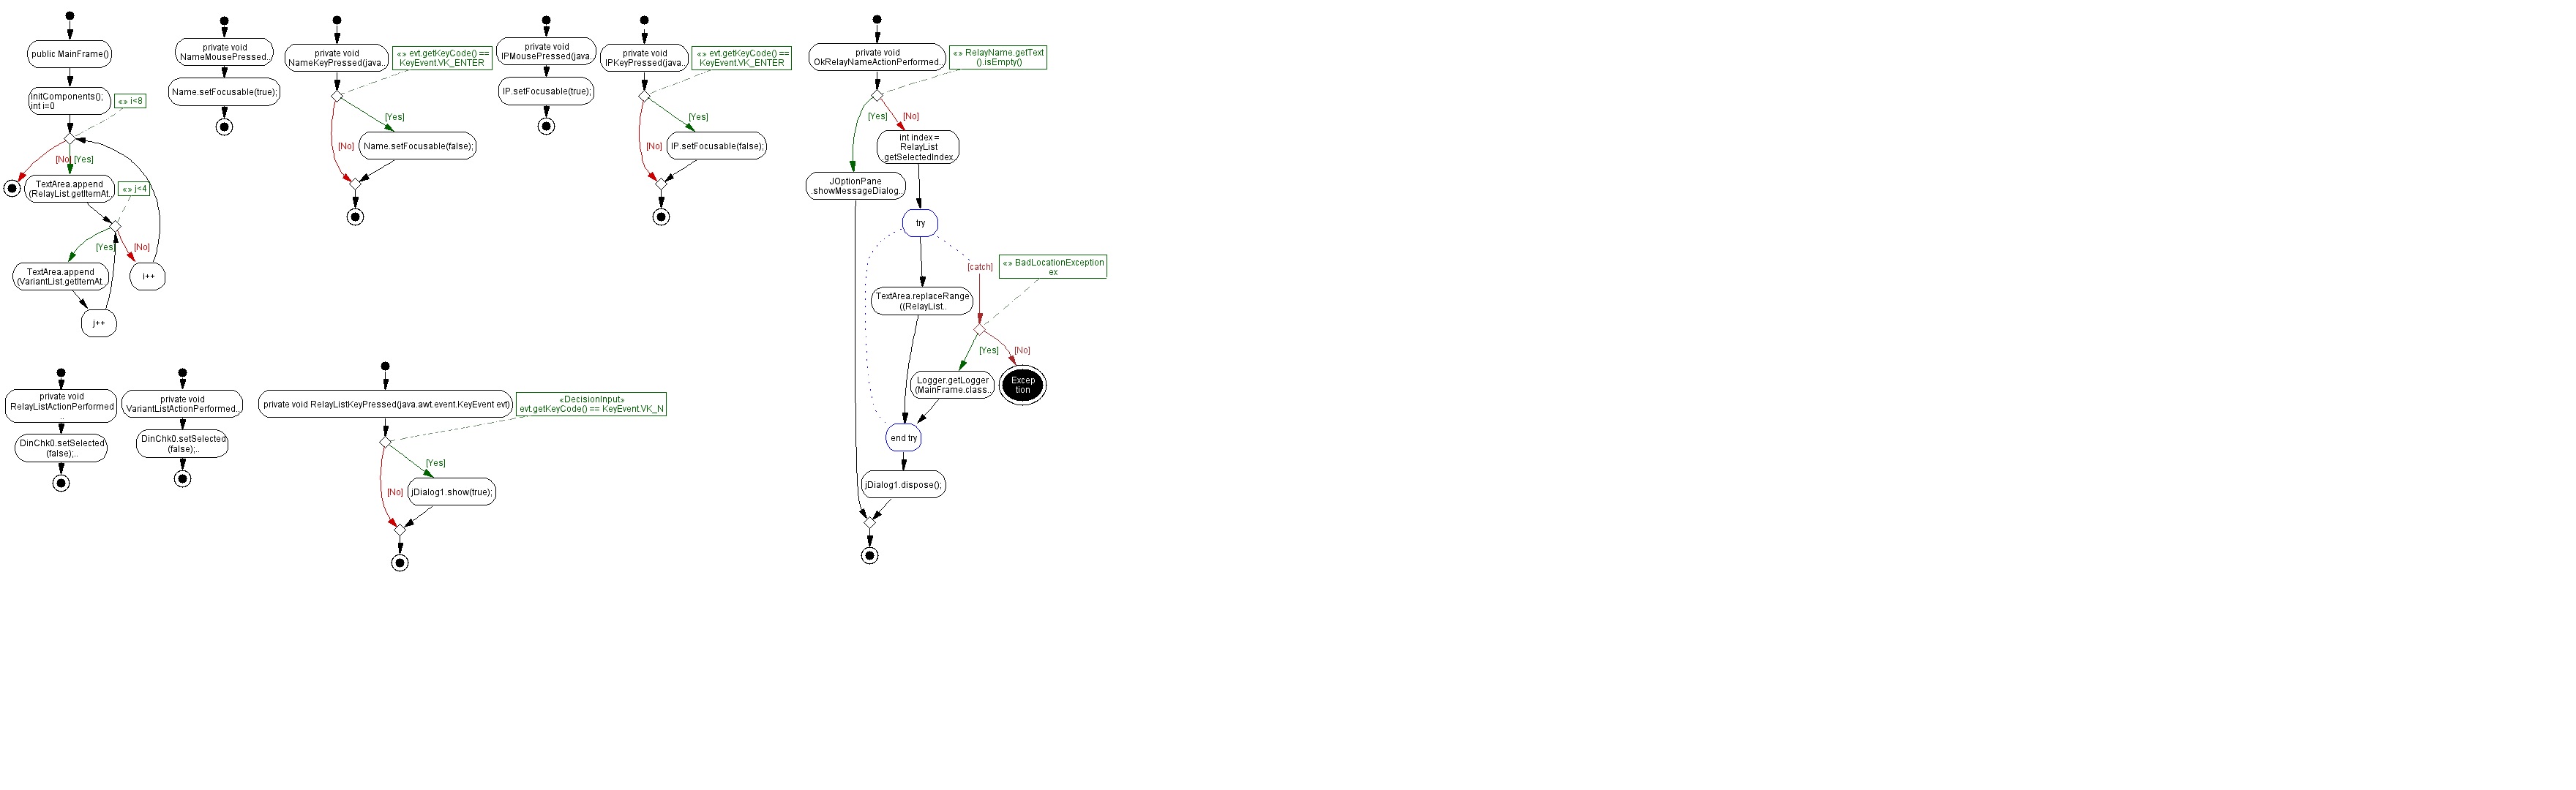 public MainFrame()
initComponents();
int i=0
«» i<8
[No]
[Yes]
TextArea.append
(RelayList.getItemAt..
«» j<4
[Yes]
[No]
TextArea.append
(VariantList.getItemAt..
i++
j++
private void
NameMousePressed..
Name.setFocusable(true);
private void
NameKeyPressed(java..
«» evt.getKeyCode() ==
KeyEvent.VK_ENTER
[Yes]
[No]
Name.setFocusable(false);
private void
IPMousePressed(java..
IP.setFocusable(true);
private void
IPKeyPressed(java..
«» evt.getKeyCode() ==
KeyEvent.VK_ENTER
[Yes]
[No]
IP.setFocusable(false);
private void
OkRelayNameActionPerformed..
«» RelayName.getText
().isEmpty()
[Yes]
[No]
int index =
RelayList
.getSelectedIndex
JOptionPane
.showMessageDialog..
try
[catch]
«» BadLocationException
ex
TextArea.replaceRange
((RelayList..
[Yes]
[No]
Logger.getLogger
(MainFrame.class..
Excep
tion
end try
jDialog1.dispose();
private void
RelayListActionPerformed
..
DinChk0.setSelected
(false);..
private void
VariantListActionPerformed..
DinChk0.setSelected
(false);..
private void RelayListKeyPressed(java.awt.event.KeyEvent evt)
«DecisionInput»
evt.getKeyCode() == KeyEvent.VK_N
[Yes]
[No]
jDialog1.show(true);